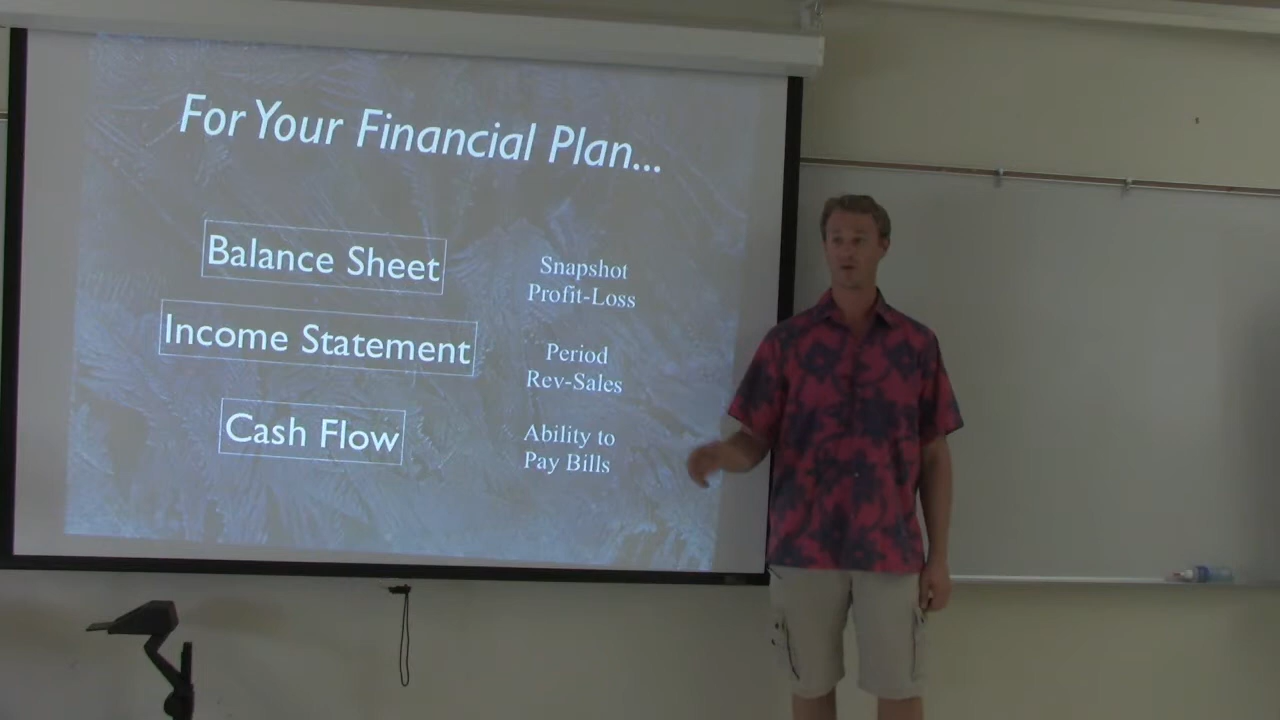 For Your Financial Plan...
Balance Sheet
Snapshot
Profit-Loss
Income Statement
Period
Rev-Sales
Cash Flow
Ability to
Pay Bills